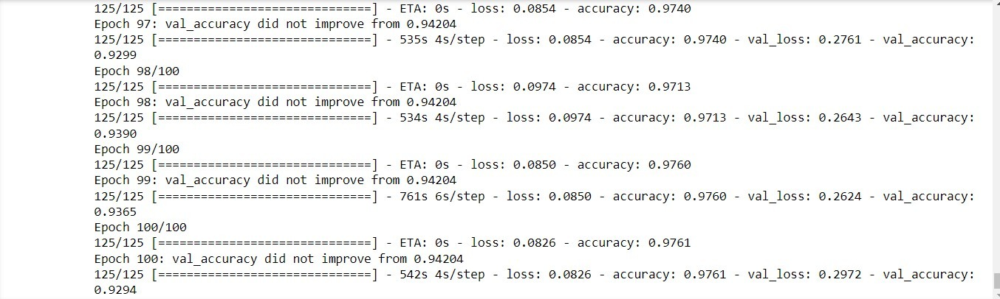 125/125 [==============================] - ETA: 0s - loss: 0.0854 - accuracy: 0.9740
Epoch 97: val_accuracy did not improve from 0.94204
125/125 [==============================] - 535s 4s/step - loss: 0.0854 - accuracy: 0.9740 - val_loss: 0.2761 - val_accuracy:
0.9299
Epoch 98/100
125/125 [==============================] - ETA: 0s - loss: 0.0974 - accuracy: 0.9713
Epoch 98: val_accuracy did not improve from 0.94204
125/125 [==============================] - 534s 4s/step - loss: 0.0974 - accuracy: 0.9713 - val_loss: 0.2643 - val_accuracy:
0.9390
Epoch 99/100
125/125 [==============================] - ETA: 0s - loss: 0.0850 - accuracy: 0.9760
Epoch 99: val_accuracy did not improve from 0.94204
125/125 [==============================] - 761s 6s/step - loss: 0.0850 - accuracy: 0.9760 - val_loss: 0.2624 - val_accuracy:
0.9365
Epoch 100/100
125/125 [==============================] - ETA: 0s - loss: 0.0826 - accuracy: 0.9761
Epoch 100: val_accuracy did not improve from 0.94204
125/125 [==============================] - 542s 4s/step - loss: 0.0826 - accuracy: 0.9761 - val_loss: 0.2972 - val_accuracy:
0.9294